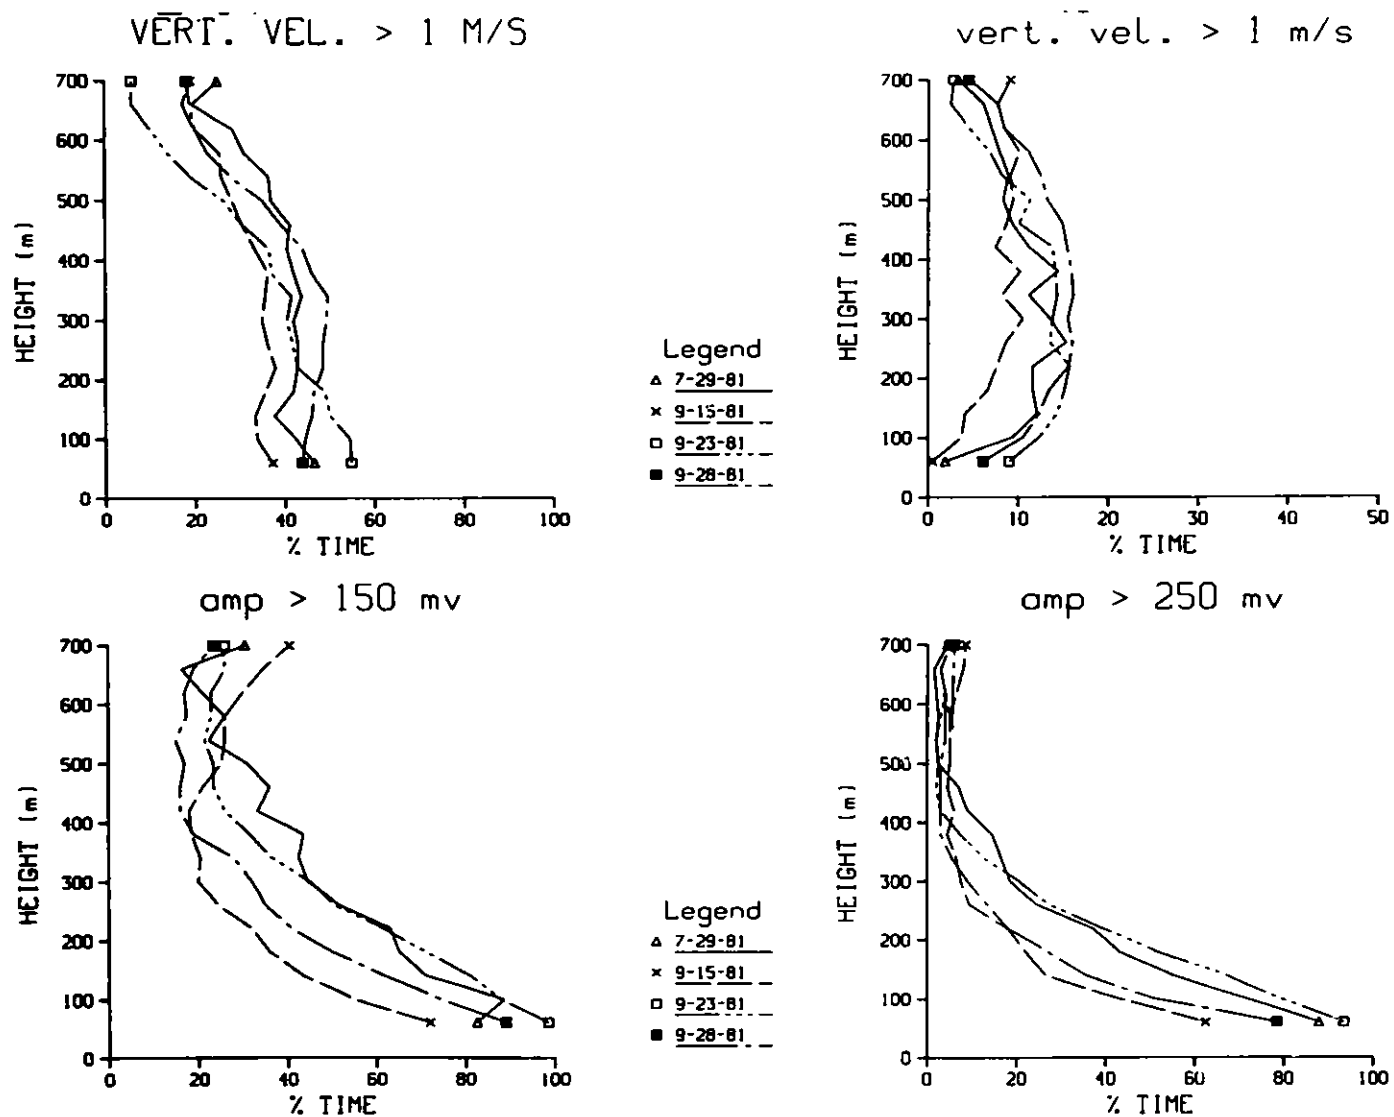 VERT. VEL. > 1 M/S
700
600
500
400
300
200
100
0
HEIGHT (m)
0 20 40 60 80 100
% TIME
vert. vel. > 1 m/s
700
600
500
400
300
200
100
0
HEIGHT (m)
0 10 20 30 40 50
% TIME
Legend
7-29-81
9-15-81
9-23-81
9-28-81
amp > 150 mv
700
600
500
400
300
200
100
0
HEIGHT (m)
0 20 40 60 80 100
% TIME
amp > 250 mv
700
600
500
400
300
200
100
0
HEIGHT (m)
0 20 40 60 80 100
% TIME
Legend
7-29-81
9-15-81
9-23-81
9-28-81